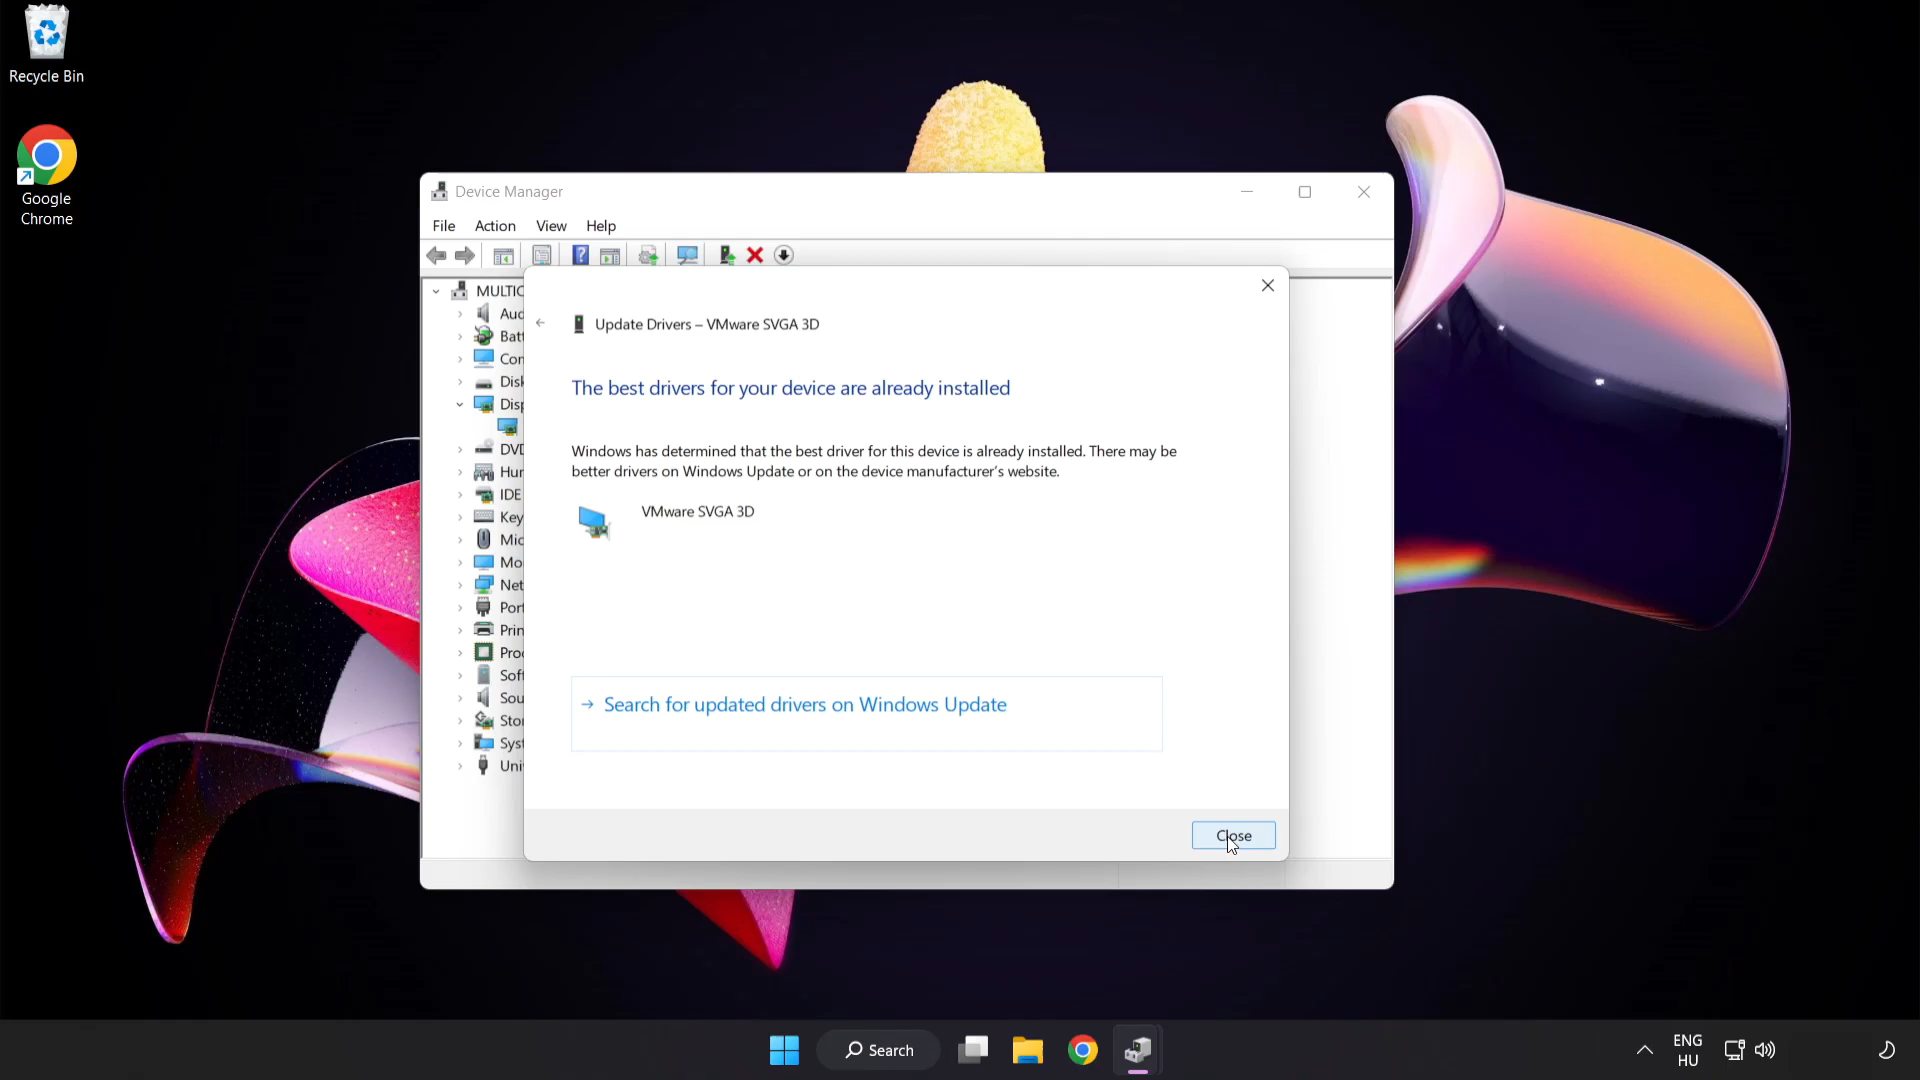 Recycle Bin
Google
Chrome
Device Manager
File Action View Help
MULTIC
Aud
Batt
Con
Disk
Disp
DVD
Hum
IDE
Key
Mic
Mo
Net
Port
Prin
Proc
Soft
Sou
Stor
Syst
Univ
Update Drivers – VMware SVGA 3D
The best drivers for your device are already installed
Windows has determined that the best driver for this device is already installed. There may be
better drivers on Windows Update or on the device manufacturer's website.
VMware SVGA 3D
Search for updated drivers on Windows Update
Close
Search
ENG
HU